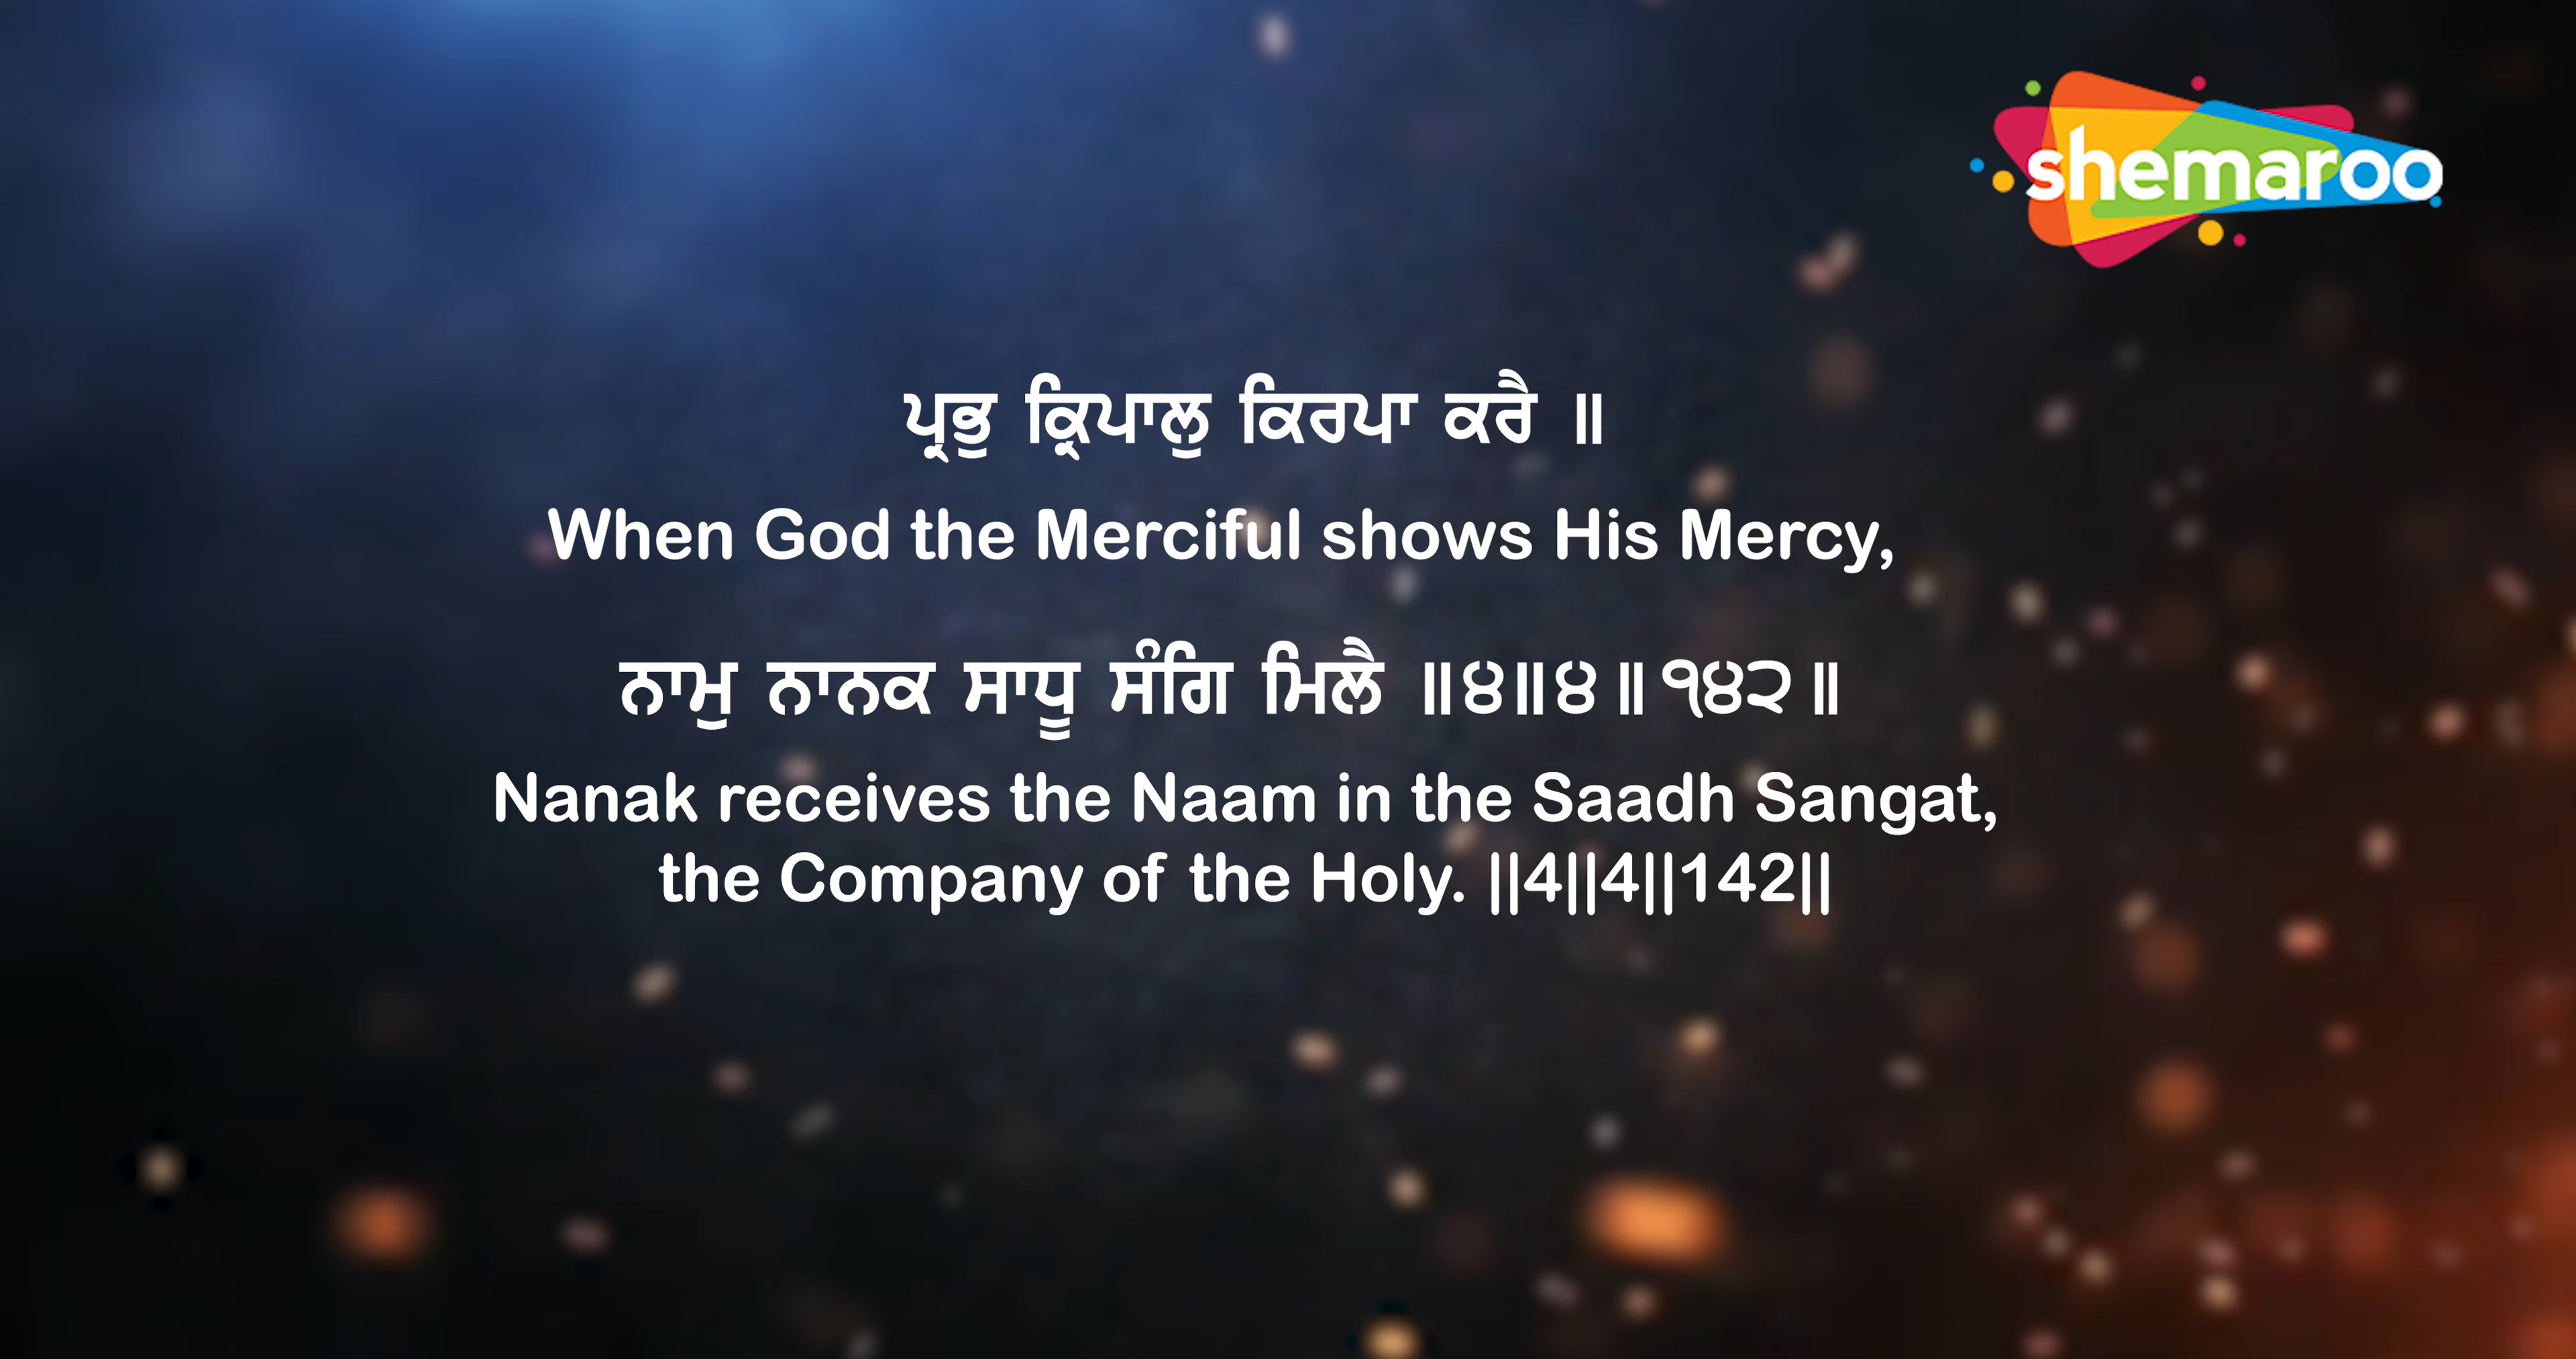 shemaroo
ਪ੍ਰਭੁ ਕ੍ਰਿਪਾਲੁ ਕਿਰਪਾ ਕਰੈ ॥
When God the Merciful shows His Mercy,
ਨਾਮੁ ਨਾਨਕ ਸਾਧੂ ਸੰਗਿ ਮਿਲੈ ॥੪॥੪॥੧੪੨॥
Nanak receives the Naam in the Saadh Sangat,
the Company of the Holy. ||4||4||142||